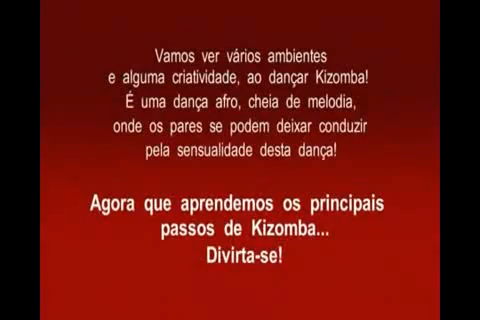 Vamos ver vários ambientes
e alguma criatividade, ao dançar Kizomba!
É uma dança afro, cheia de melodia,
onde os pares se podem deixar conduzir
pela sensualidade desta dança!
Agora que aprendemos os principais
passos de Kizomba...
Divirta-se!